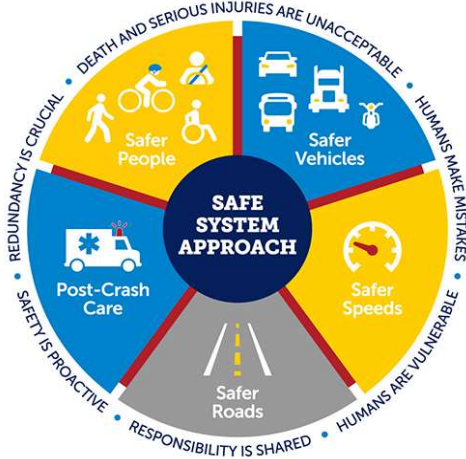 DEATH AND SERIOUS INJURIES ARE UNACCEPTABLE
•
HUMANS MAKE MISTAKES
•
HUMANS ARE VULNERABLE
•
RESPONSIBILITY IS SHARED
•
SAFETY IS PROACTIVE
•
REDUNDANCY IS CRUCIAL
•
Safer
People
Safer
Vehicles
SAFE
SYSTEM
APPROACH
Post-Crash
Care
Safer
Speeds
Safer
Roads